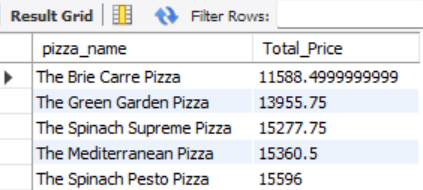 Result Grid Filter Rows:
pizza_name Total_Price
The Brie Carre Pizza 11588.4999999999
The Green Garden Pizza 13955.75
The Spinach Supreme Pizza 15277.75
The Mediterranean Pizza 15360.5
The Spinach Pesto Pizza 15596